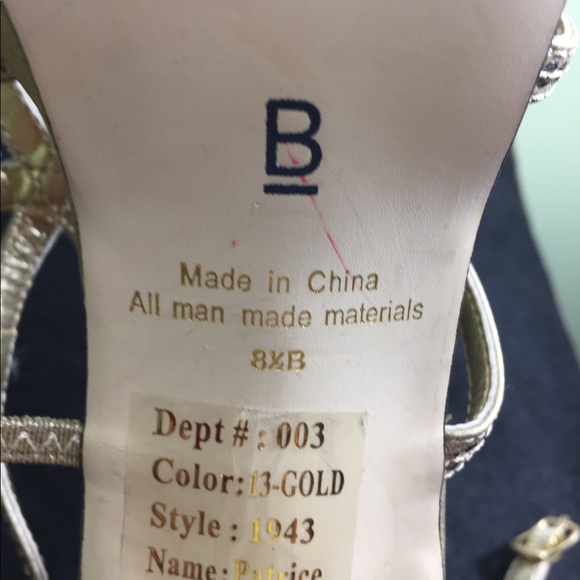 B
Made in China
All man made materials
8½B
Dept # : 003
Color: 13-GOLD
Style : 1943
Name: Patrice